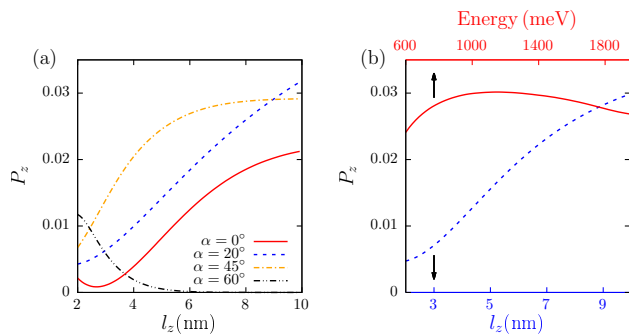 Energy (meV)
600 1000 1400 1800
(a)
(b)
P_z
0.03
0.02
0.01
0
α = 0°
α = 20°
α = 45°
α = 60°
2 4 6 8 10
l_z(nm)
P_z
0.03
0.02
0.01
0
3 5 7 9
l_z(nm)